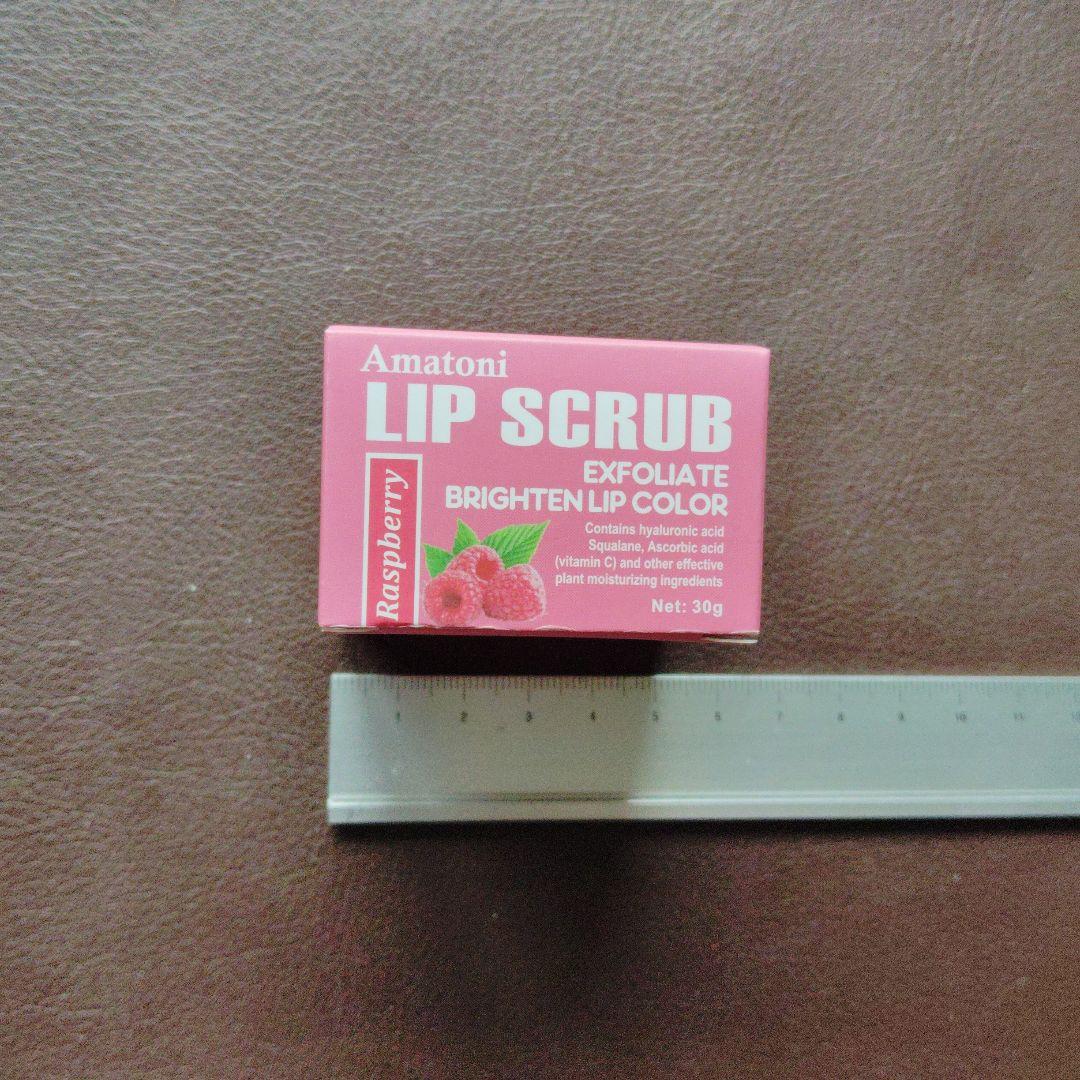 Amatoni
LIP SCRUB
EXFOLIATE
BRIGHTEN LIP COLOR
Raspberry
Contains hyaluronic acid
Squalane, Ascorbic acid
(vitamin C) and other effective
plant moisturizing ingredients
Net: 30g
1 2 3 4 5 6 7 8 9 10 11